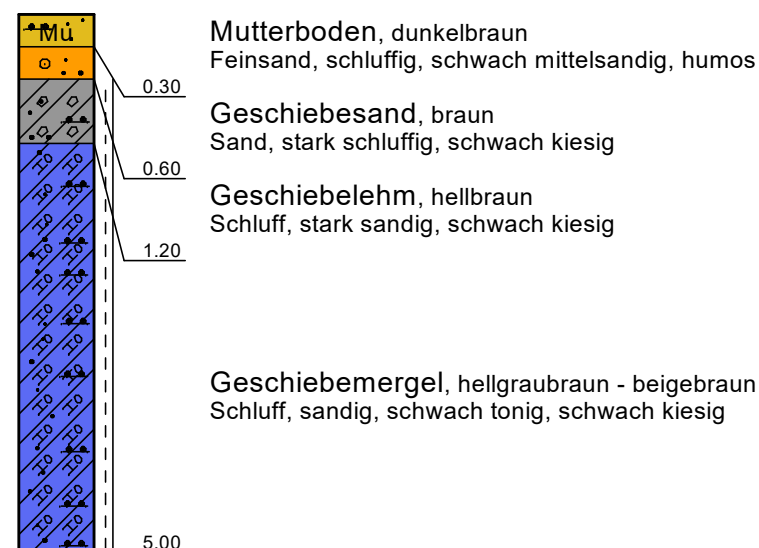 Mu
Mutterboden, dunkelbraun
Feinsand, schluffig, schwach mittelsandig, humos
0.30
Geschiebesand, braun
Sand, stark schluffig, schwach kiesig
0.60
Geschiebelehm, hellbraun
Schluff, stark sandig, schwach kiesig
1.20
Geschiebemergel, hellgraubraun - beigebraun
Schluff, sandig, schwach tonig, schwach kiesig
5.00